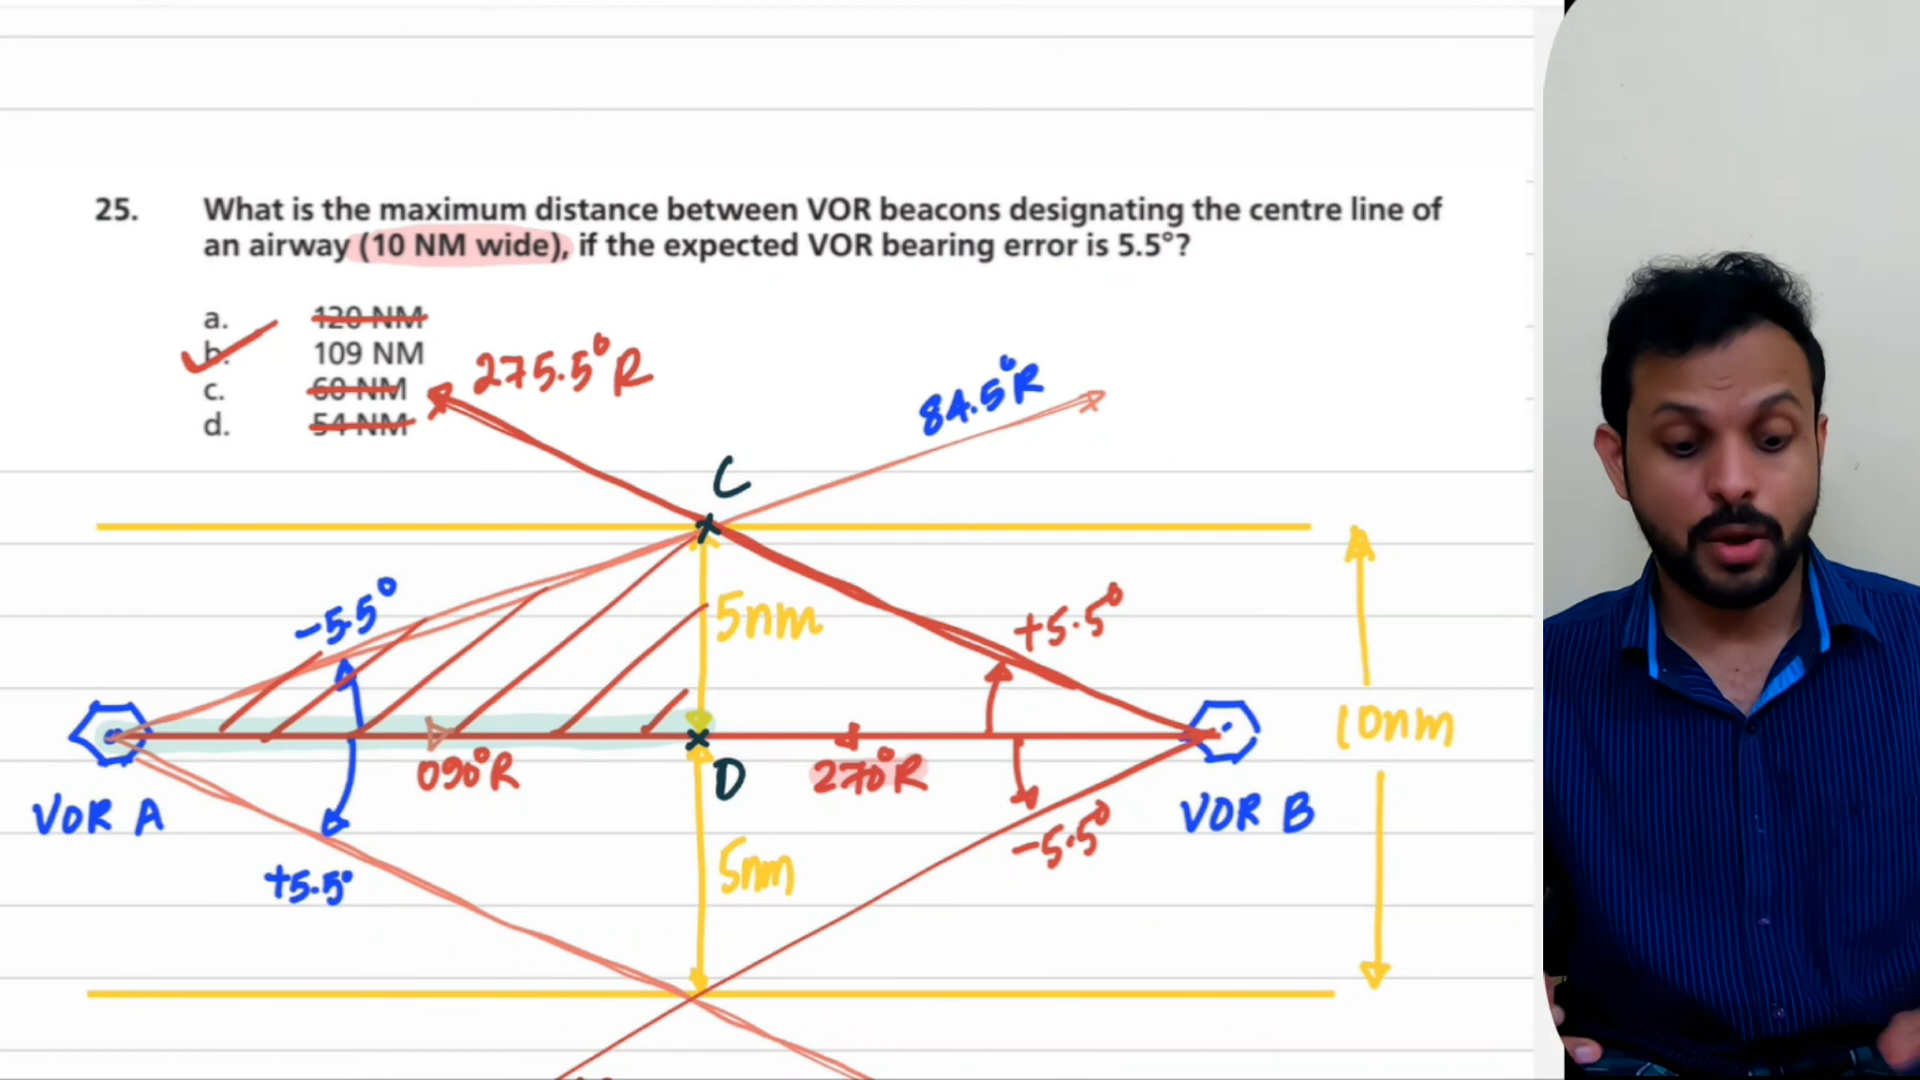 25. What is the maximum distance between VOR beacons designating the centre line of
an airway (10 NM wide), if the expected VOR bearing error is 5.5°?
a. 120 NM
b. 109 NM
c. 60 NM
d. 54 NM
275.5°R
84.5°R
C
-5.5°
5nm
+5.5°
10nm
090°R
D
270°R
VOR A
VOR B
-5.5°
+5.5°
5nm